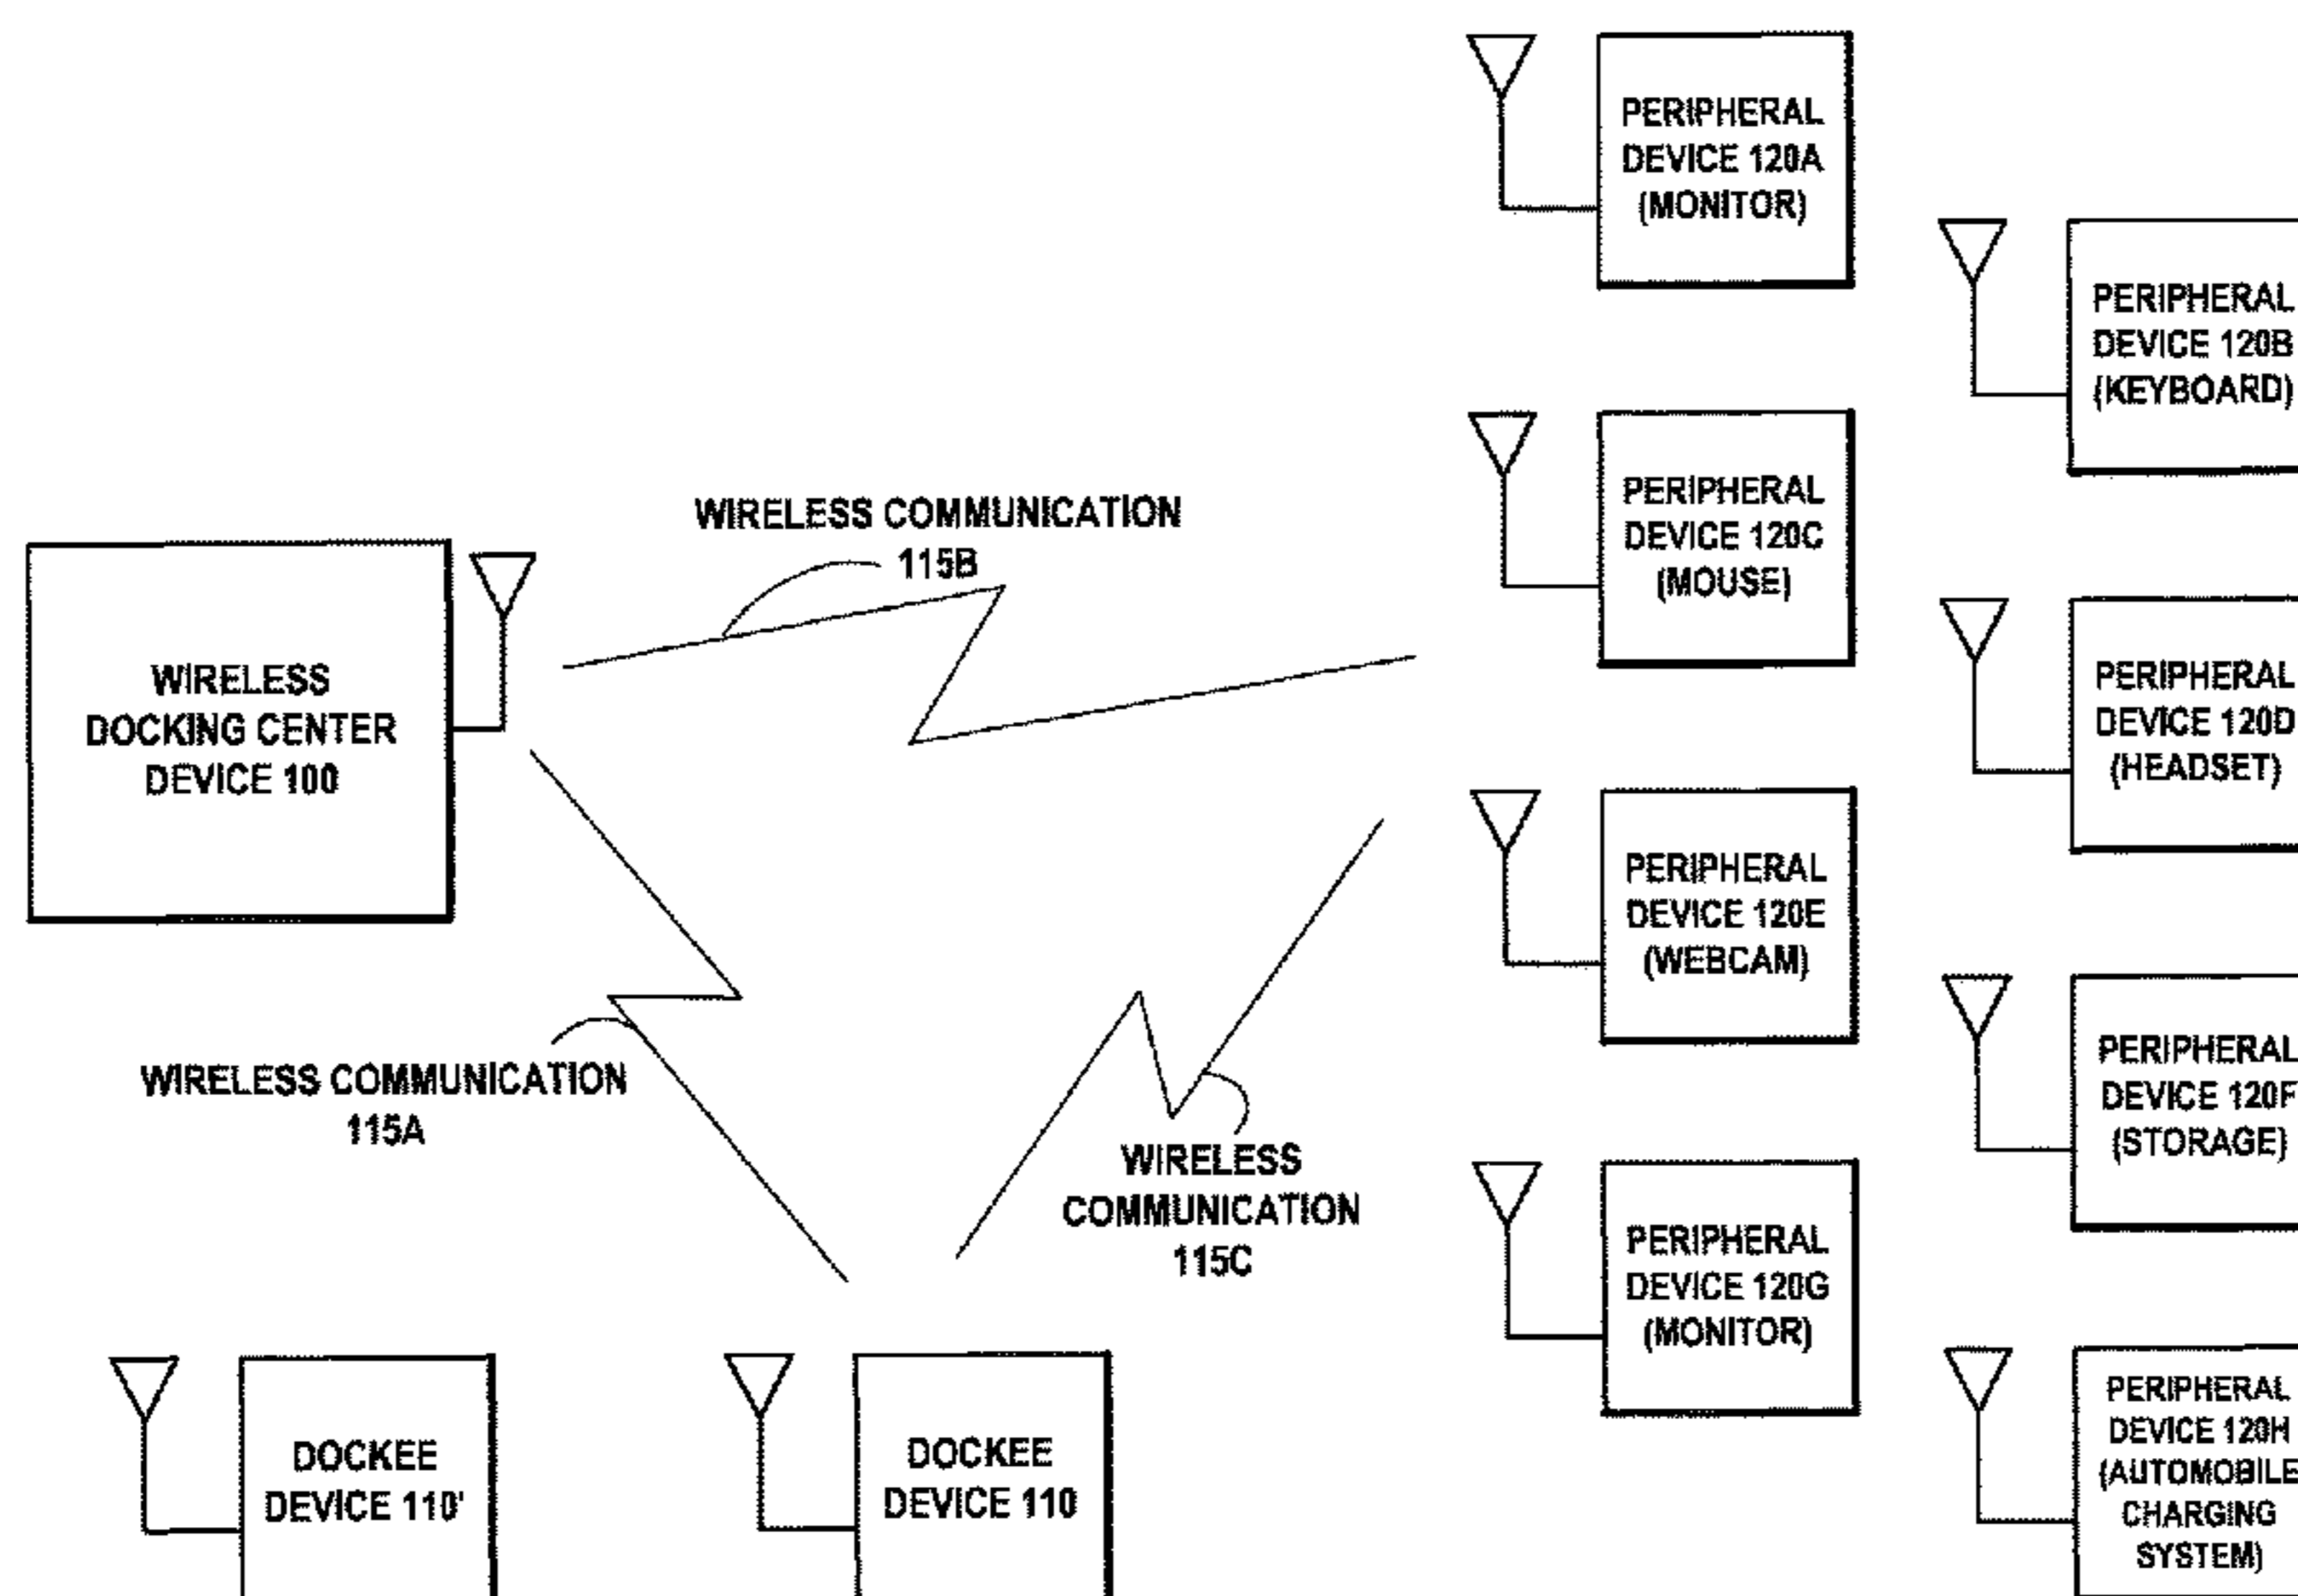 PERIPHERAL
DEVICE 120A
(MONITOR)
PERIPHERAL
DEVICE 120B
(KEYBOARD)
WIRELESS COMMUNICATION
115B
PERIPHERAL
DEVICE 120C
(MOUSE)
WIRELESS
DOCKING CENTER
DEVICE 100
PERIPHERAL
DEVICE 120D
(HEADSET)
PERIPHERAL
DEVICE 120E
(WEBCAM)
WIRELESS COMMUNICATION
115A
WIRELESS
COMMUNICATION
115C
PERIPHERAL
DEVICE 120F
(STORAGE)
PERIPHERAL
DEVICE 120G
(MONITOR)
DOCKEE
DEVICE 110'
DOCKEE
DEVICE 110
PERIPHERAL
DEVICE 120H
(AUTOMOBILE
CHARGING
SYSTEM)